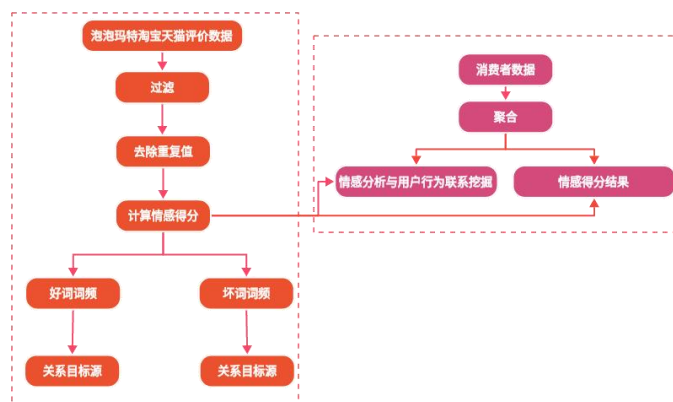 泡泡玛特淘宝天猫评价数据
过滤
去除重复值
计算情感得分
好词词频
坏词词频
关系目标源
关系目标源
消费者数据
聚合
情感分析与用户行为联系挖掘
情感得分结果